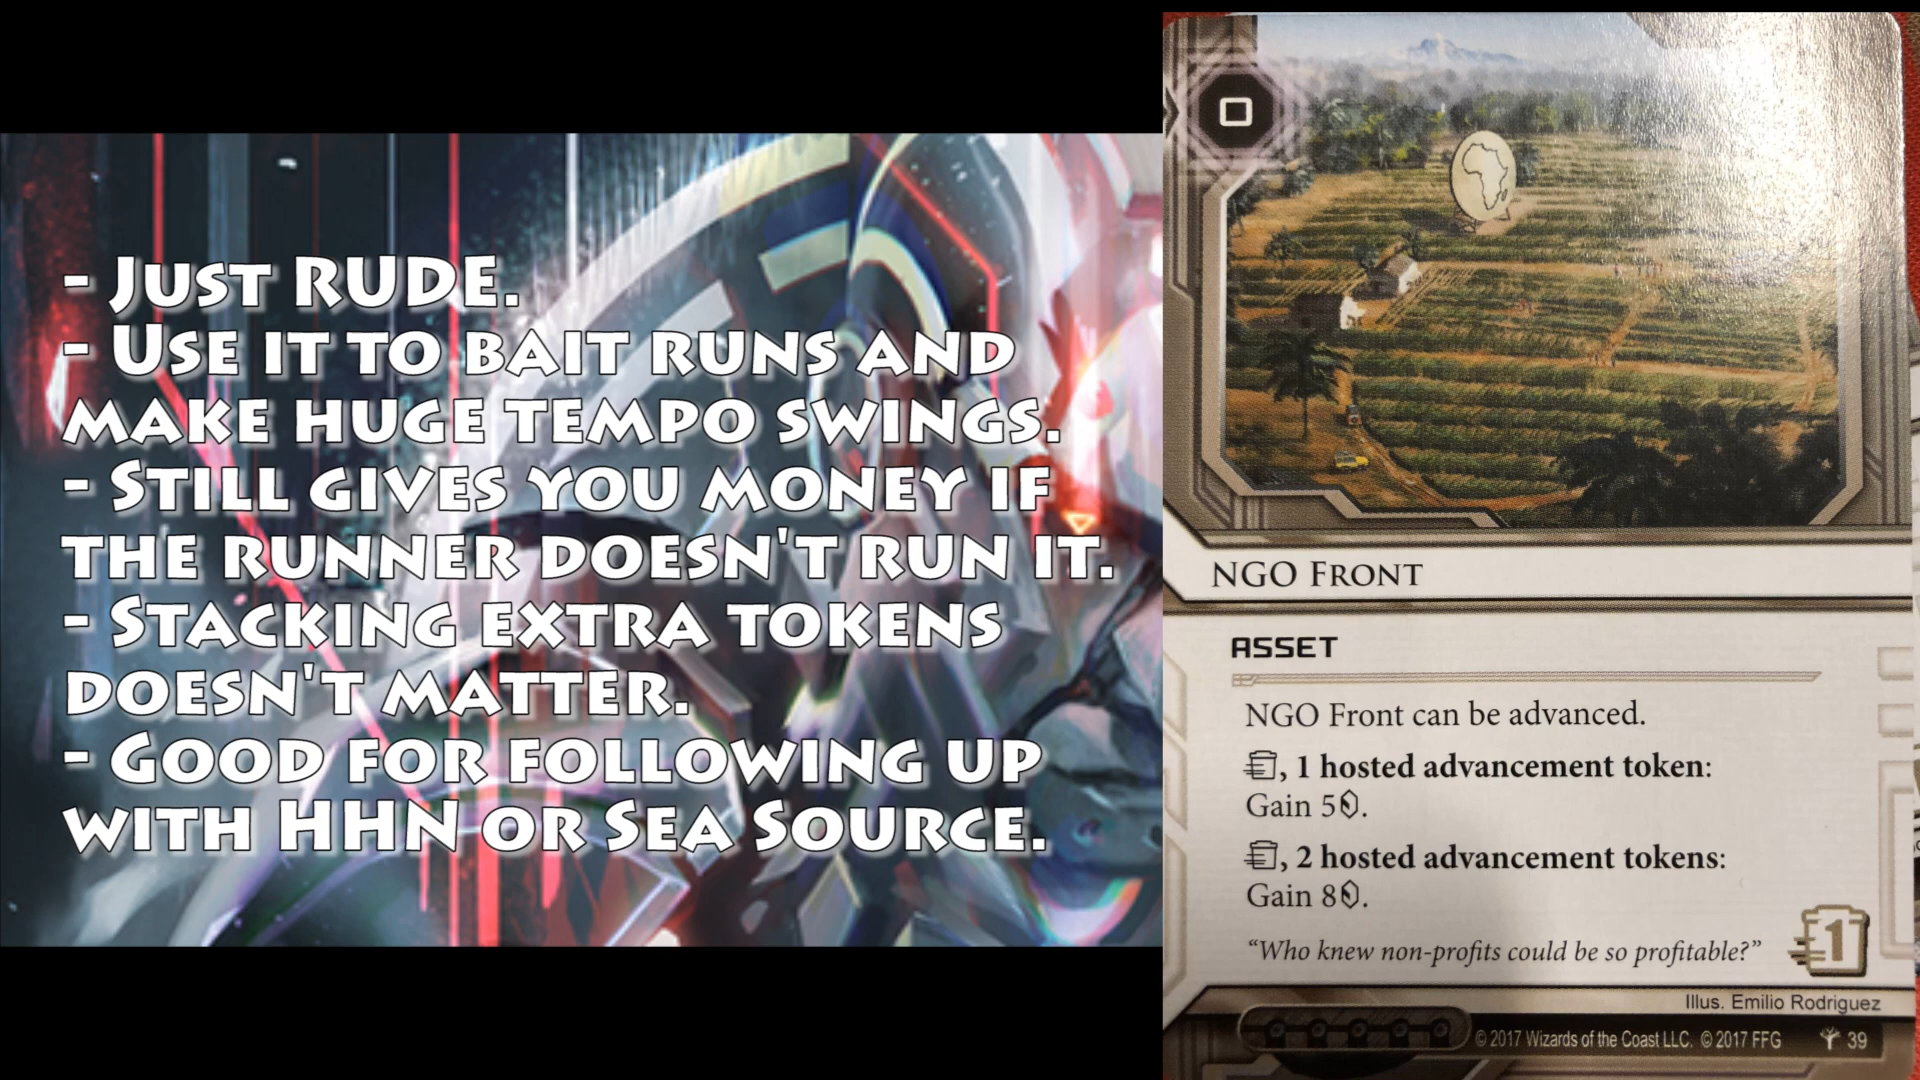 - Just RUDE.
- Use it to bait runs and
make huge tempo swings.
- Still gives you money if
the runner doesn't run it.
- Stacking extra tokens
doesn't matter.
- Good for following up
with HHN or Sea Source.
NGO Front
ASSET
NGO Front can be advanced.
, 1 hosted advancement token:
Gain 5.
, 2 hosted advancement tokens:
Gain 8.
“Who knew non-profits could be so profitable?”
1
Illus. Emilio Rodriguez
© 2017 Wizards of the Coast LLC. © 2017 FFG 39